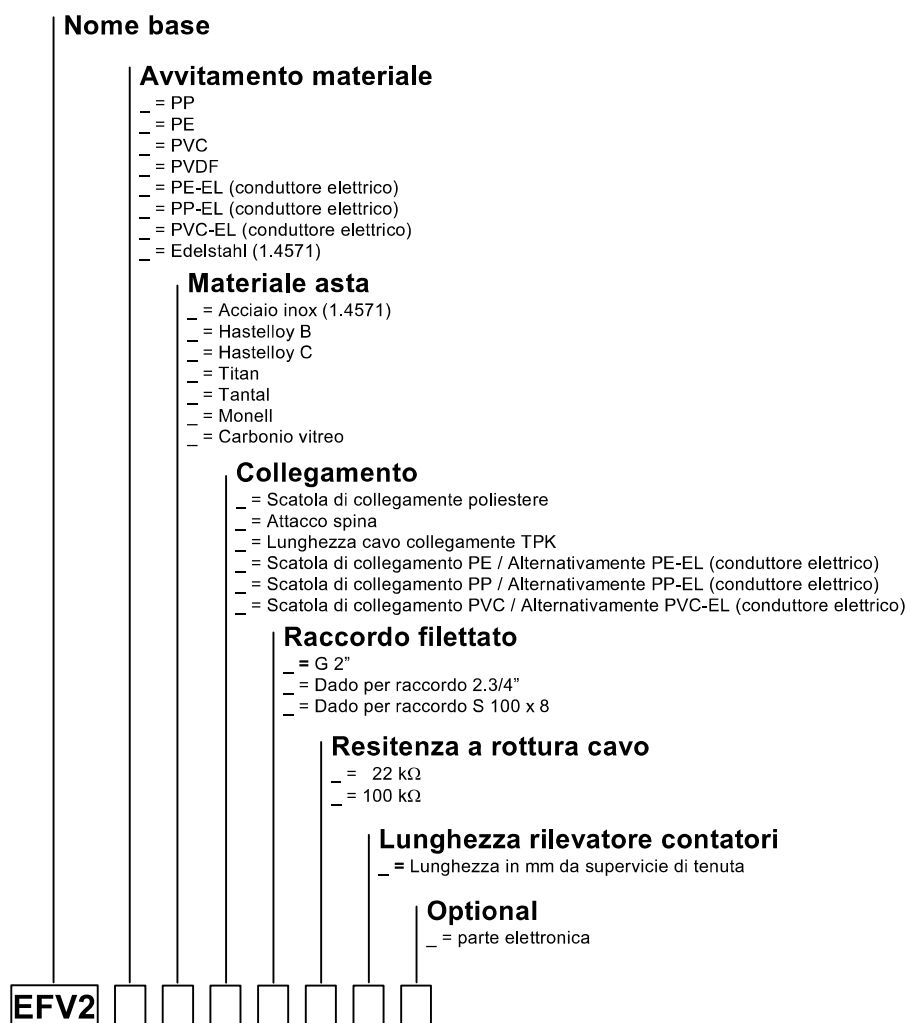 Nome base
Avvitamento materiale
_ = PP
_ = PE
_ = PVC
_ = PVDF
_ = PE-EL (conduttore elettrico)
_ = PP-EL (conduttore elettrico)
_ = PVC-EL (conduttore elettrico)
_ = Edelstahl (1.4571)
Materiale asta
_ = Acciaio inox (1.4571)
_ = Hastelloy B
_ = Hastelloy C
_ = Titan
_ = Tantal
_ = Monell
_ = Carbonio vitreo
Collegamento
_ = Scatola di collegamente poliestere
_ = Attacco spina
_ = Lunghezza cavo collegamente TPK
_ = Scatola di collegamento PE / Alternativamente PE-EL (conduttore elettrico)
_ = Scatola di collegamento PP / Alternativamente PP-EL (conduttore elettrico)
_ = Scatola di collegamento PVC / Alternativamente PVC-EL (conduttore elettrico)
Raccordo filettato
_ = G 2”
_ = Dado per raccordo 2.3/4”
_ = Dado per raccordo S 100 x 8
Resitenza a rottura cavo
_ = 22 kΩ
_ = 100 kΩ
Lunghezza rilevatore contatori
_ = Lunghezza in mm da supervicie di tenuta
Optional
_ = parte elettronica
EFV2